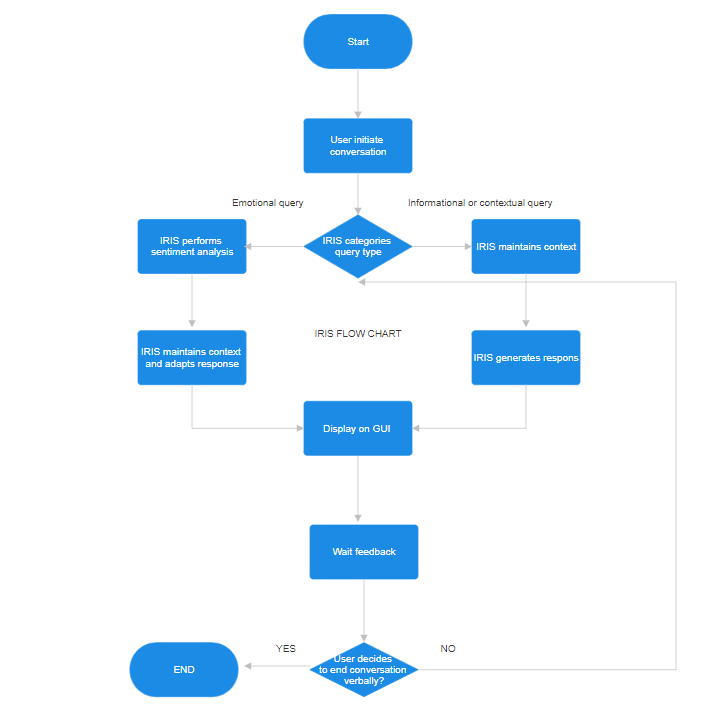 Start
User initiate
conversation
Emotional query
Informational or contextual query
IRIS performs
sentiment analysis
IRIS categories
query type
IRIS maintains context
IRIS FLOW CHART
IRIS maintains context
and adapts response
IRIS generates respons
Display on GUI
Wait feedback
YES
NO
END
User decides
to end conversation
verbally?